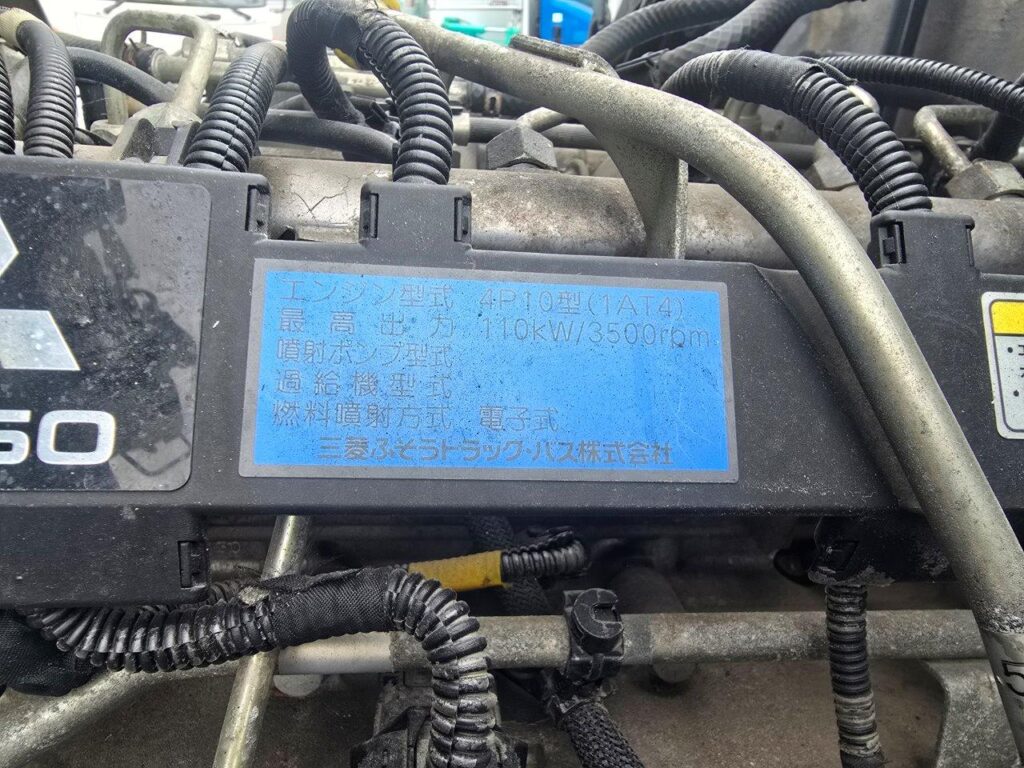 エンジン型式 4P10型(1AT4)
最高出力 110kW/3500rpm
噴射ポンプ型式
過給機型式
燃料噴射方式 電子式
三菱ふそうトラック・バス株式会社
50
5